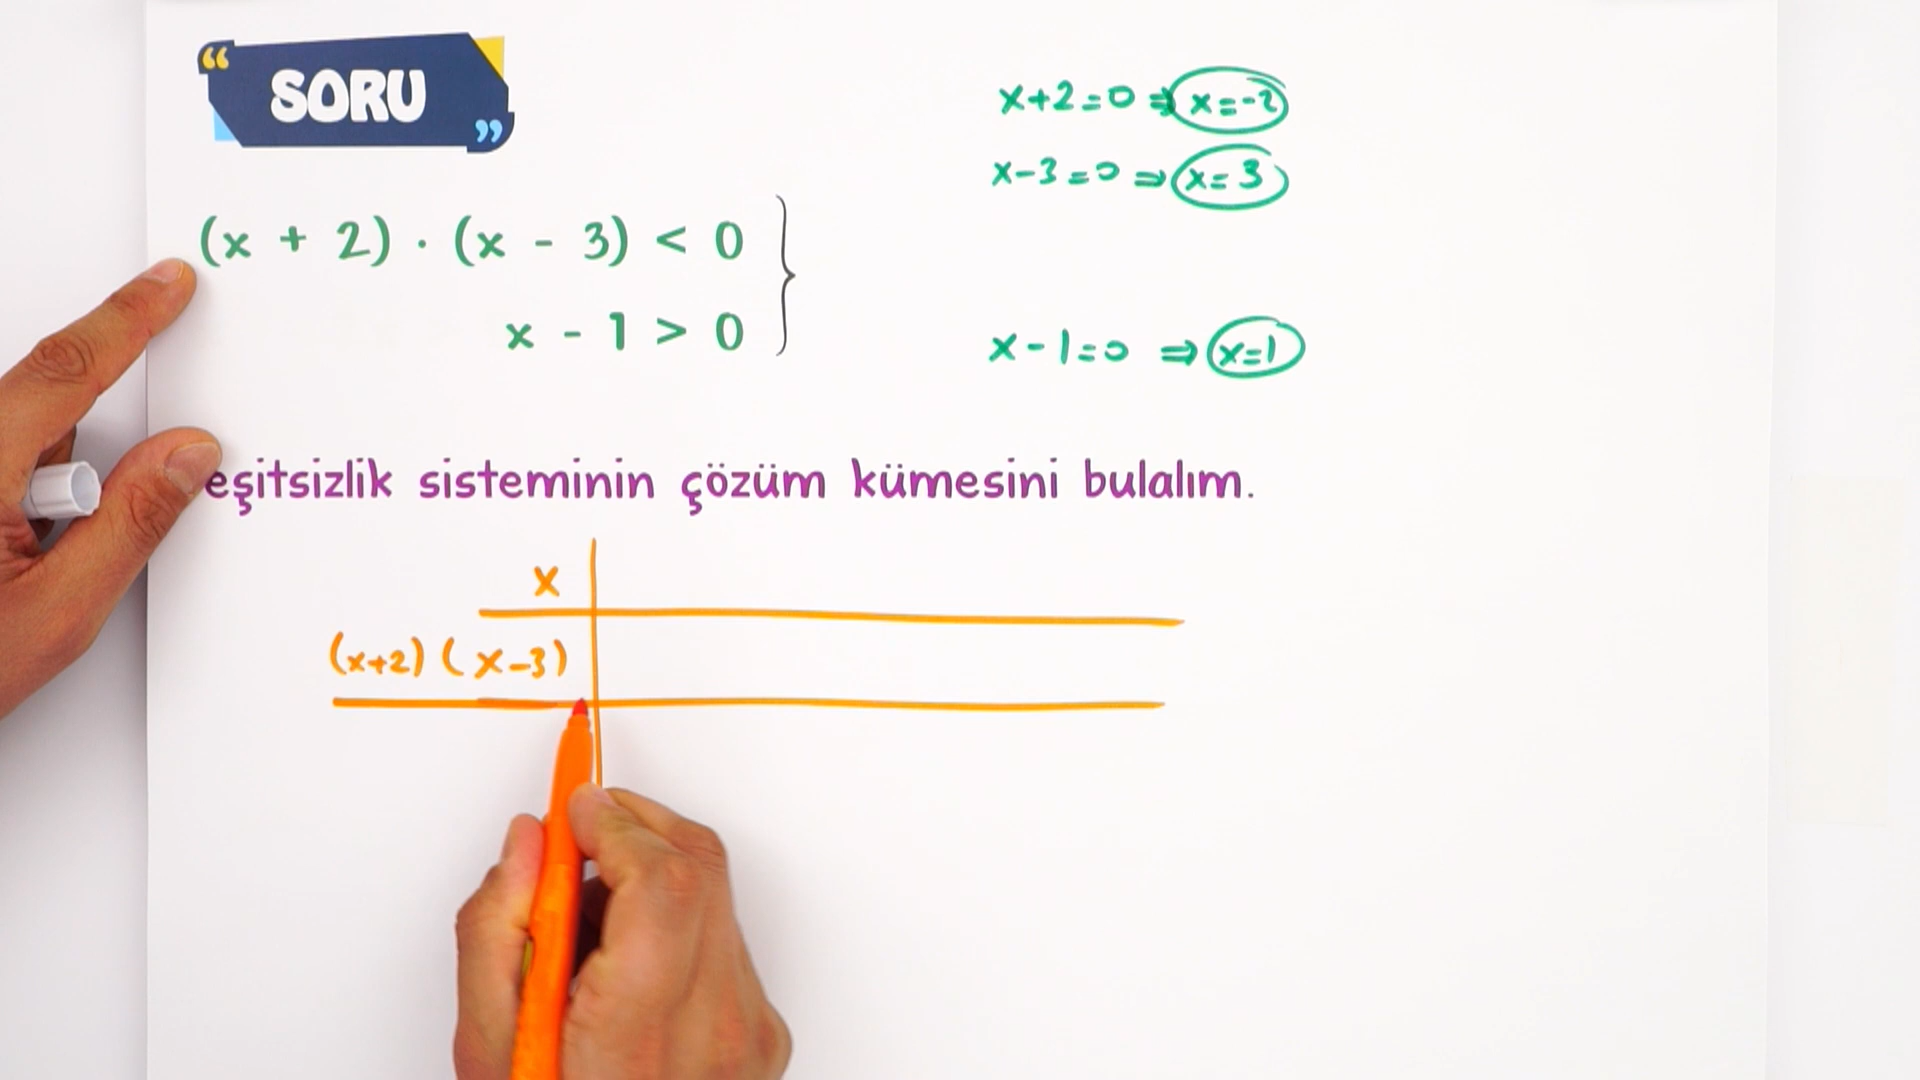 “ SORU ”
(x + 2) · (x - 3) < 0
x - 1 > 0
x+2=0 ⇒ x=-2
x-3=0 ⇒ x=3
x-1=0 ⇒ x=1
eşitsizlik sisteminin çözüm kümesini bulalım.
x
(x+2) (x-3)